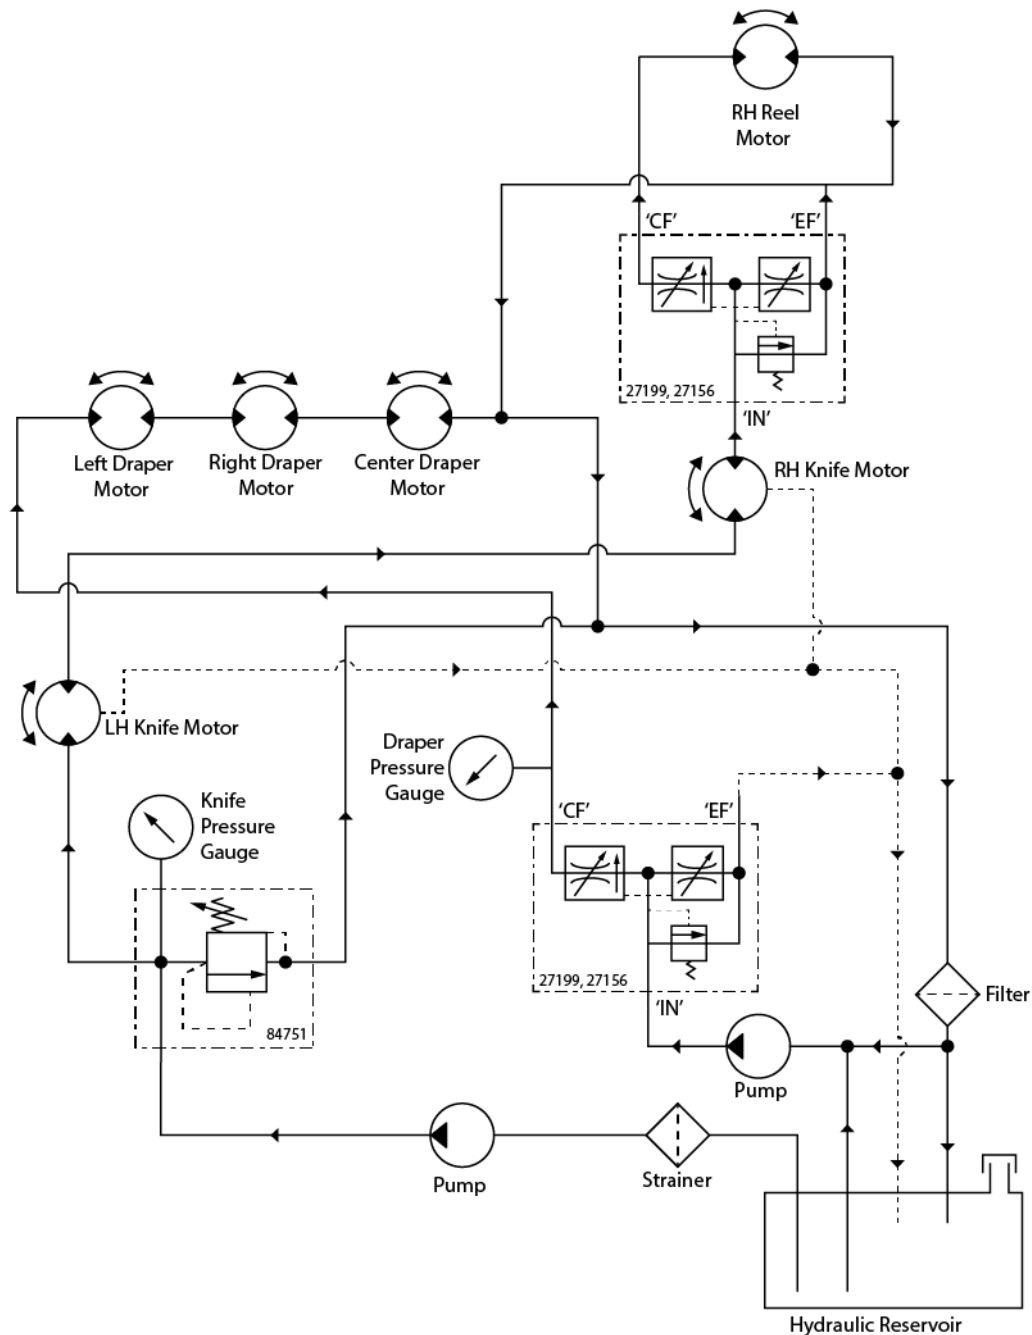 RH Reel
Motor
'CF'
'EF'
27199, 27156
'IN'
Left Draper
Motor
Right Draper
Motor
Center Draper
Motor
RH Knife Motor
LH Knife Motor
Draper
Pressure
Gauge
Knife
Pressure
Gauge
'CF'
'EF'
27199, 27156
'IN'
84751
Filter
Pump
Pump
Strainer
Hydraulic Reservoir